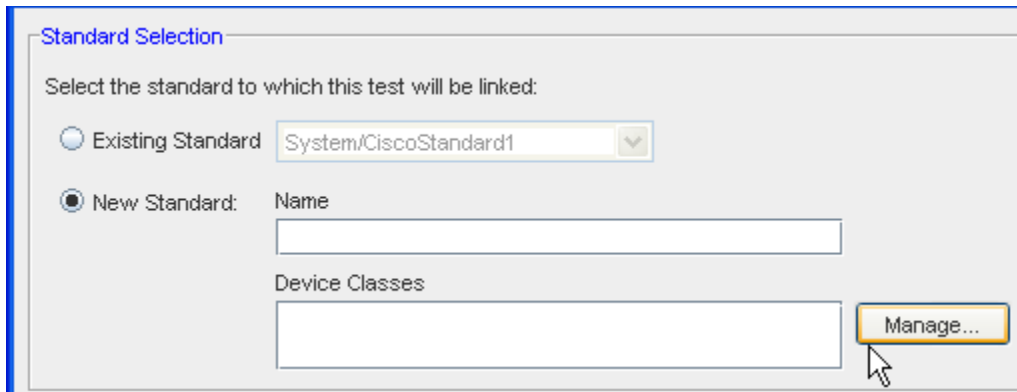 Standard Selection
Select the standard to which this test will be linked:
Existing Standard System/CiscoStandard1
New Standard: Name
Device Classes
Manage...